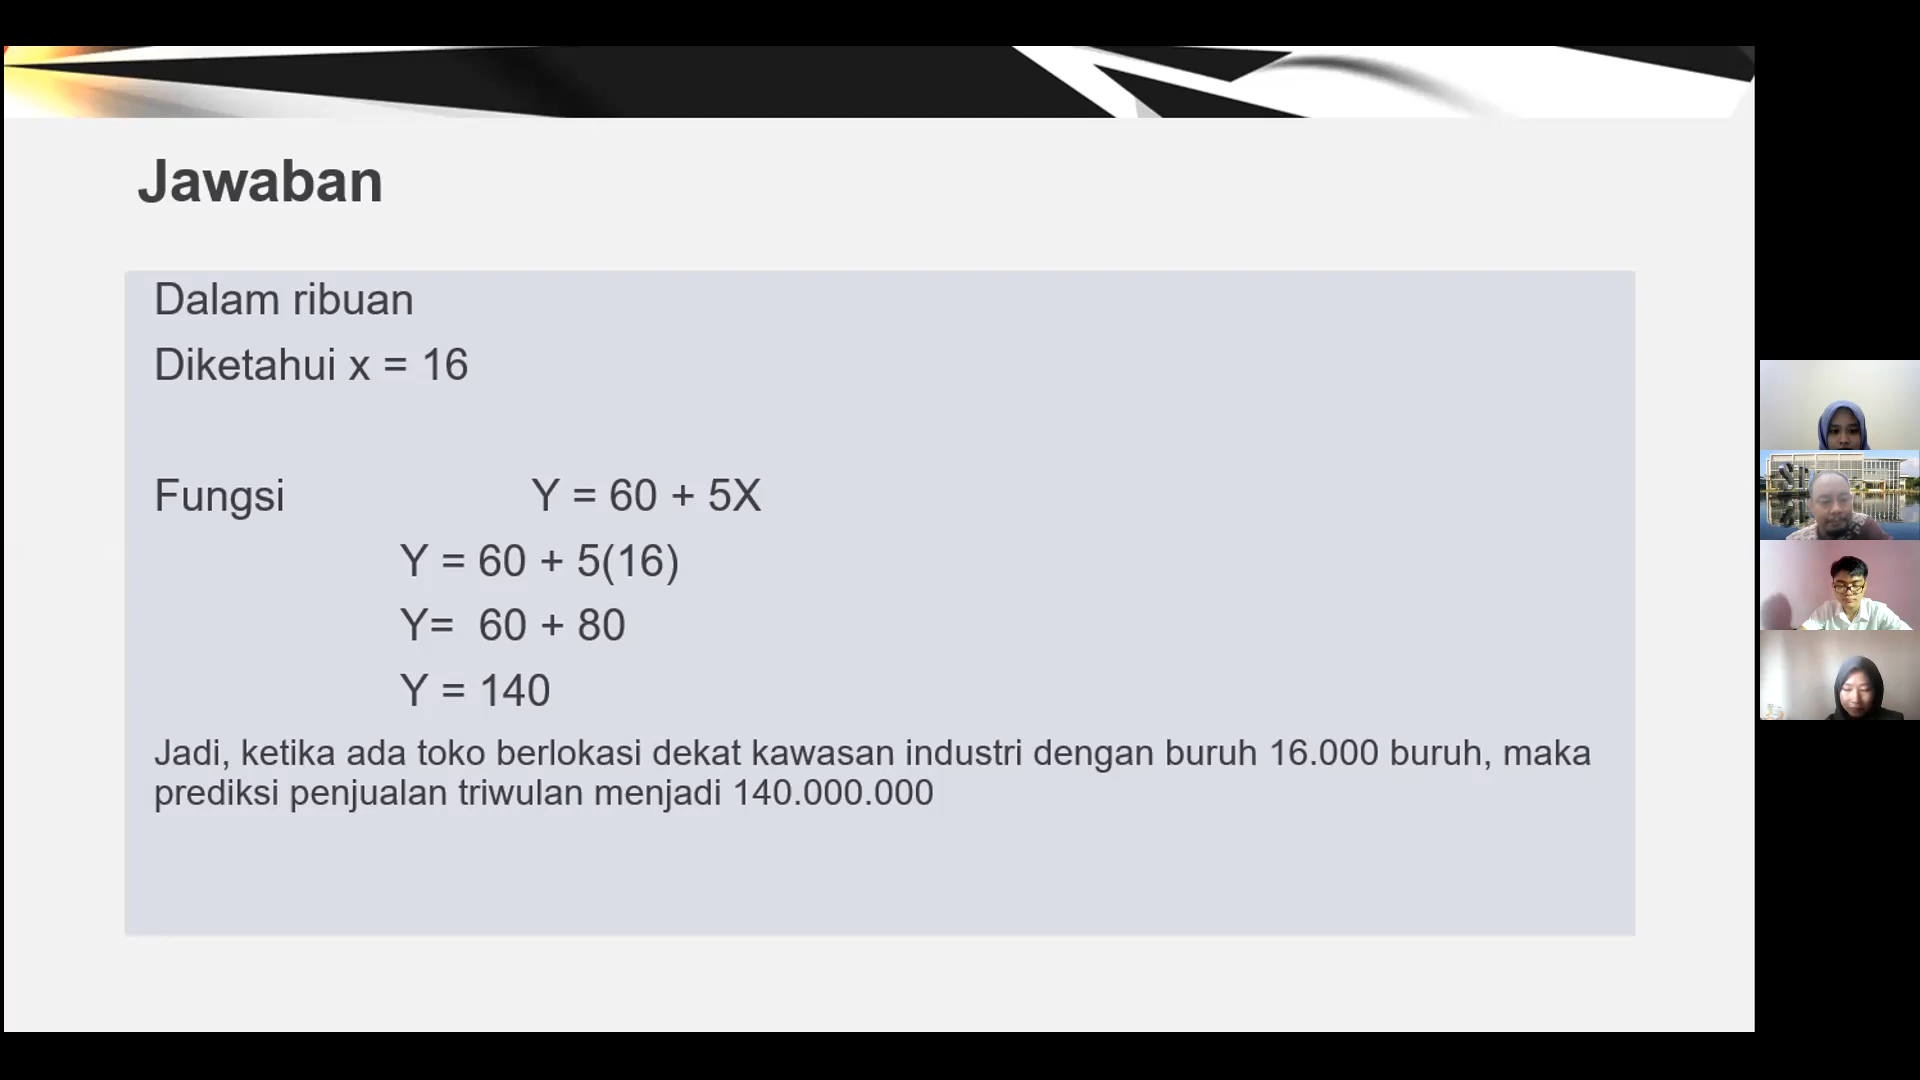 Jawaban
Dalam ribuan
Diketahui x = 16
Fungsi Y = 60 + 5X
Y = 60 + 5(16)
Y= 60 + 80
Y = 140
Jadi, ketika ada toko berlokasi dekat kawasan industri dengan buruh 16.000 buruh, maka
prediksi penjualan triwulan menjadi 140.000.000